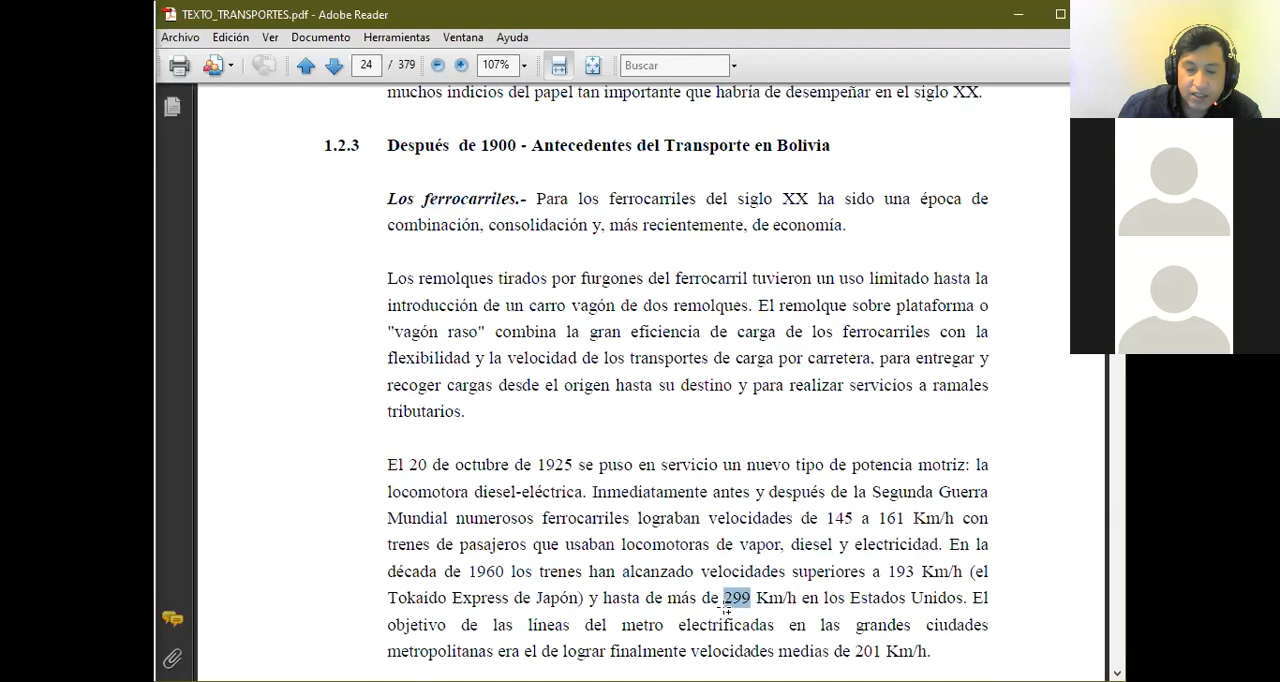 TEXTO_TRANSPORTES.pdf - Adobe Reader
Archivo Edición Ver Documento Herramientas Ventana Ayuda
24 / 379 107% Buscar
muchos indicios del papel tan importante que habría de desempeñar en el siglo XX.
1.2.3 Después de 1900 - Antecedentes del Transporte en Bolivia
Los ferrocarriles.- Para los ferrocarriles del siglo XX ha sido una época de
combinación, consolidación y, más recientemente, de economía.
Los remolques tirados por furgones del ferrocarril tuvieron un uso limitado hasta la
introducción de un carro vagón de dos remolques. El remolque sobre plataforma o
"vagón raso" combina la gran eficiencia de carga de los ferrocarriles con la
flexibilidad y la velocidad de los transportes de carga por carretera, para entregar y
recoger cargas desde el origen hasta su destino y para realizar servicios a ramales
tributarios.
El 20 de octubre de 1925 se puso en servicio un nuevo tipo de potencia motriz: la
locomotora diesel-eléctrica. Inmediatamente antes y después de la Segunda Guerra
Mundial numerosos ferrocarriles lograban velocidades de 145 a 161 Km/h con
trenes de pasajeros que usaban locomotoras de vapor, diesel y electricidad. En la
década de 1960 los trenes han alcanzado velocidades superiores a 193 Km/h (el
Tokaido Express de Japón) y hasta de más de 299 Km/h en los Estados Unidos. El
objetivo de las líneas del metro electrificadas en las grandes ciudades
metropolitanas era el de lograr finalmente velocidades medias de 201 Km/h.